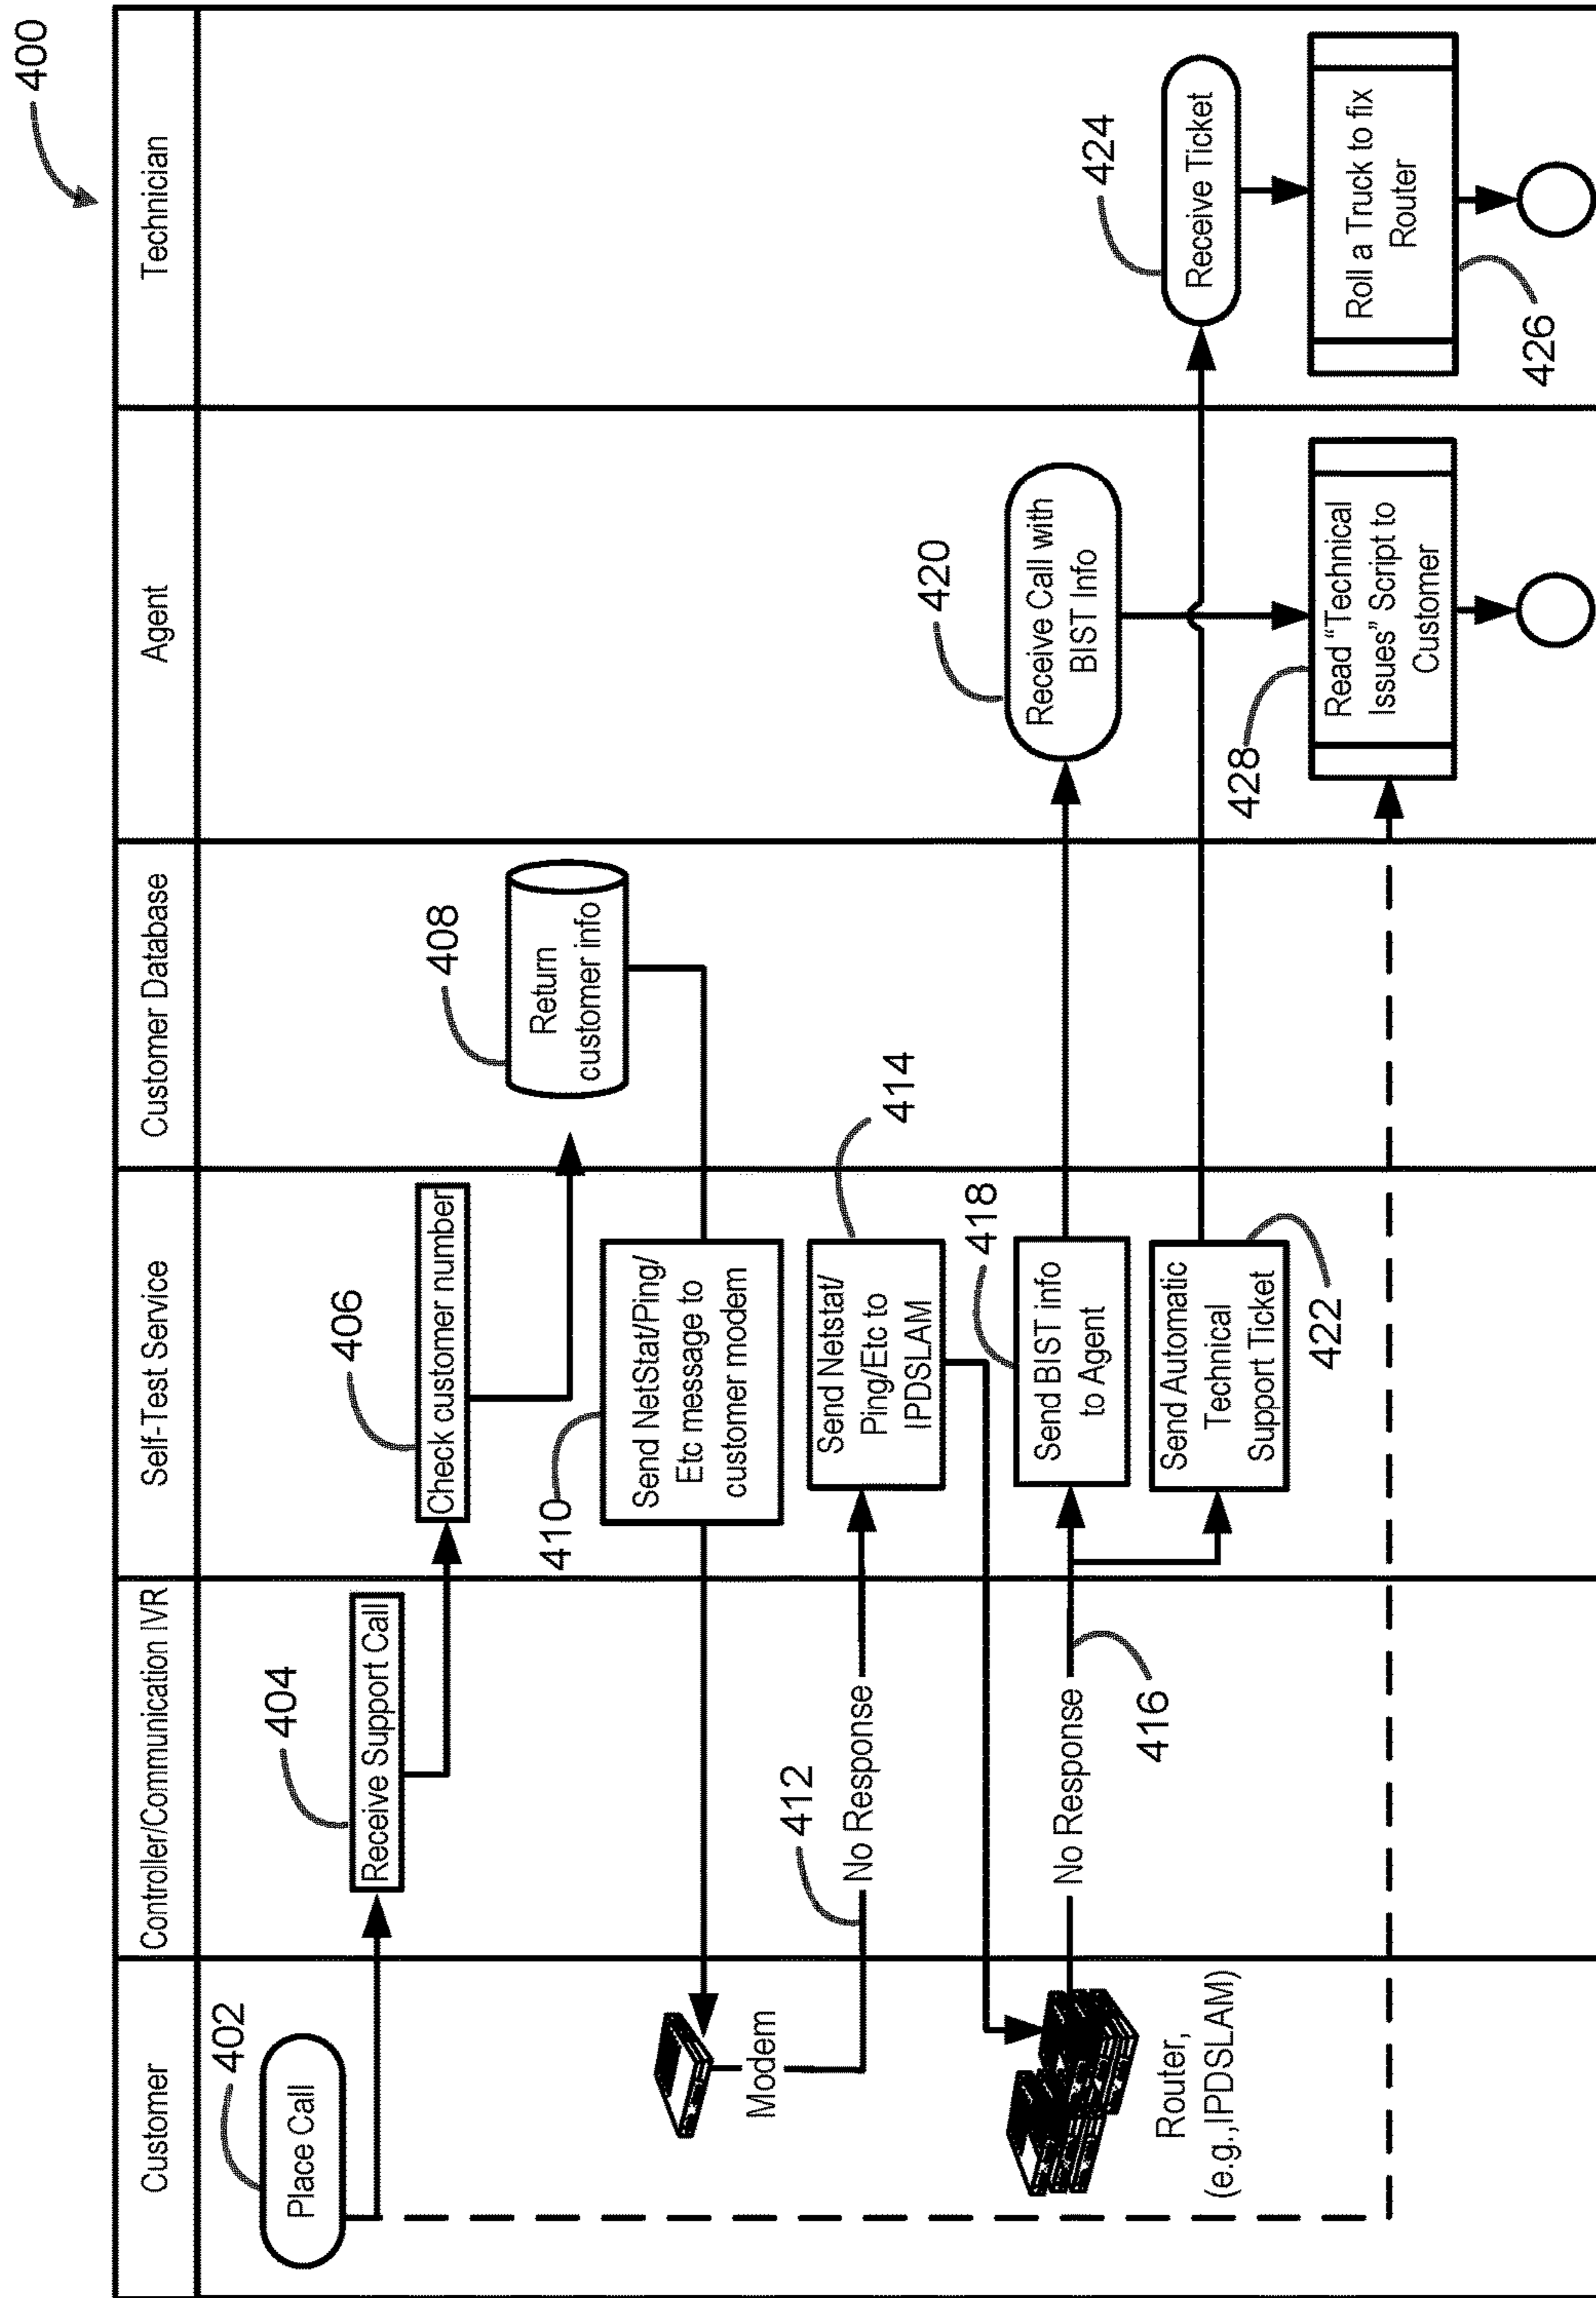 400
Customer
Controller/Communication IVR
Self-Test Service
Customer Database
Agent
Technician
402
Place Call
404
Receive Support Call
406
Check customer number
408
Return
customer info
410
Send NetStat/Ping/
Etc message to
customer modem
Modem
412
No Response
414
Send Netstat/
Ping/Etc to
IPDSLAM
Router,
(e.g.,IPDSLAM)
No Response
416
418
Send BIST info
to Agent
420
Receive Call with
BIST Info
Send Automatic
Technical
Support Ticket
422
424
Receive Ticket
428
Read “Technical
Issues” Script to
Customer
Roll a Truck to fix
Router
426